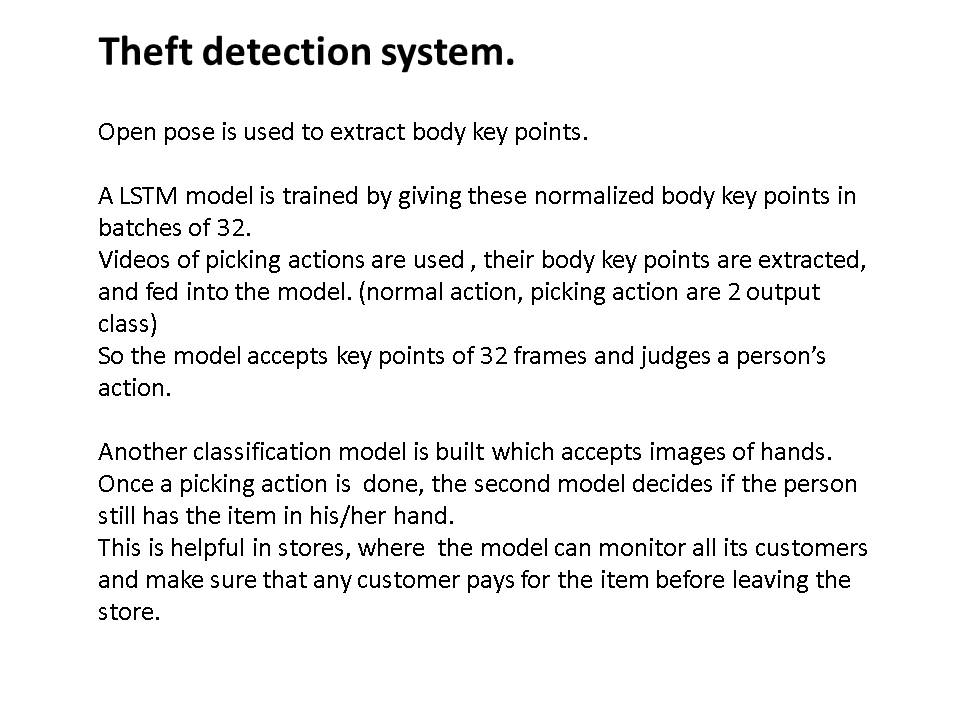 Theft detection system.
Open pose is used to extract body key points.
A LSTM model is trained by giving these normalized body key points in
batches of 32.
Videos of picking actions are used , their body key points are extracted,
and fed into the model. (normal action, picking action are 2 output
class)
So the model accepts key points of 32 frames and judges a person’s
action.
Another classification model is built which accepts images of hands.
Once a picking action is  done, the second model decides if the person
still has the item in his/her hand.
This is helpful in stores, where  the model can monitor all its customers
and make sure that any customer pays for the item before leaving the
store.